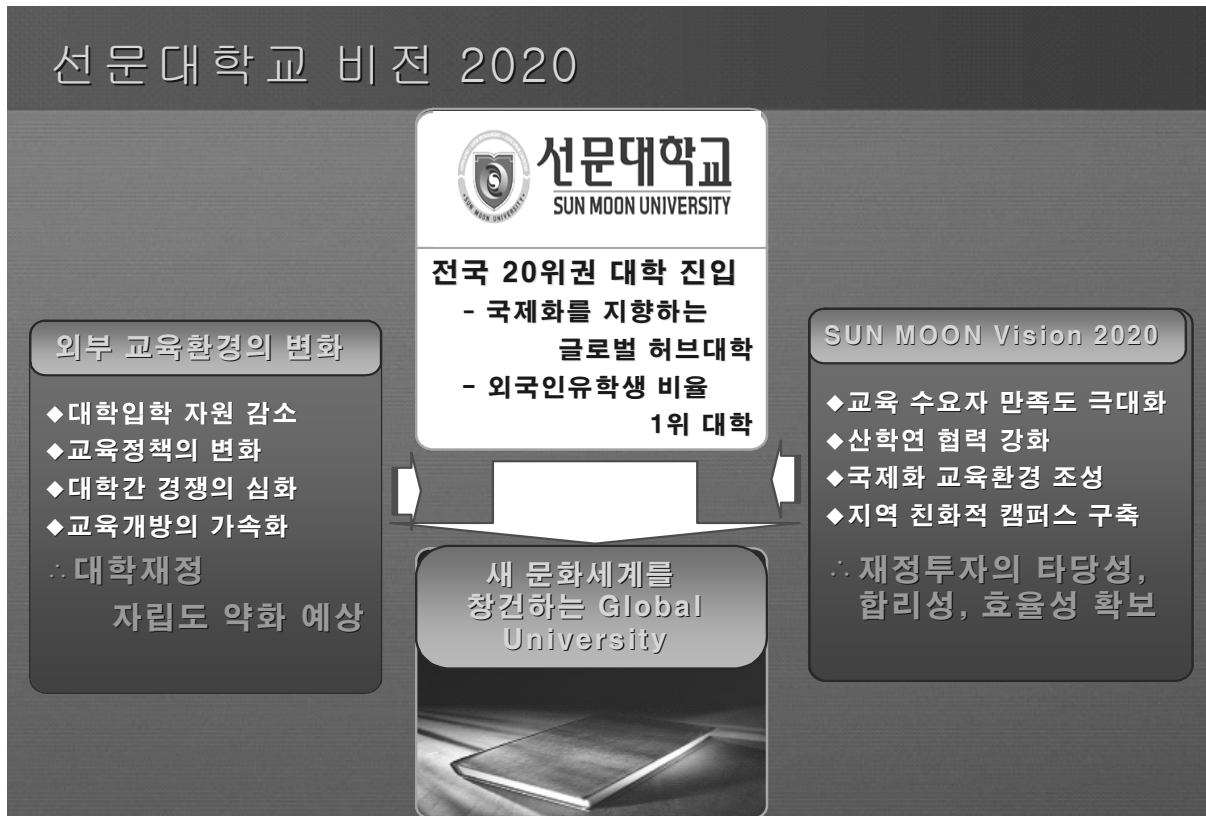 선문대학교 비전 2020
선문대학교
SUN MOON UNIVERSITY
SUN MOON UNIVERSITY
전국 20위권 대학 진입
- 국제화를 지향하는
글로벌 허브대학
- 외국인유학생 비율
1위 대학
외부 교육환경의 변화
◆대학입학 자원 감소
◆교육정책의 변화
◆대학간 경쟁의 심화
◆교육개방의 가속화
∴ 대학재정
자립도 약화 예상
SUN MOON Vision 2020
◆교육 수요자 만족도 극대화
◆산학연 협력 강화
◆국제화 교육환경 조성
◆지역 친화적 캠퍼스 구축
∴ 재정투자의 타당성,
합리성, 효율성 확보
새 문화세계를
창건하는 Global
University